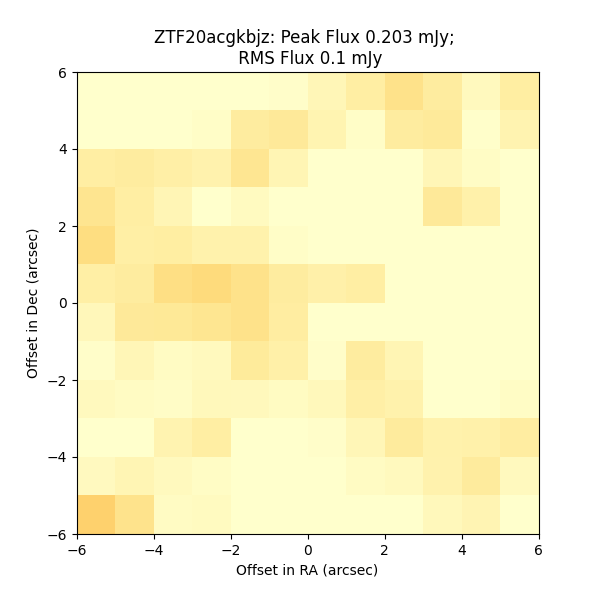 ZTF20acgkbjz: Peak Flux 0.203 mJy;
RMS Flux 0.1 mJy
6
4
2
0
−2
−4
−6
Offset in Dec (arcsec)
−6 −4 −2 0 2 4 6
Offset in RA (arcsec)